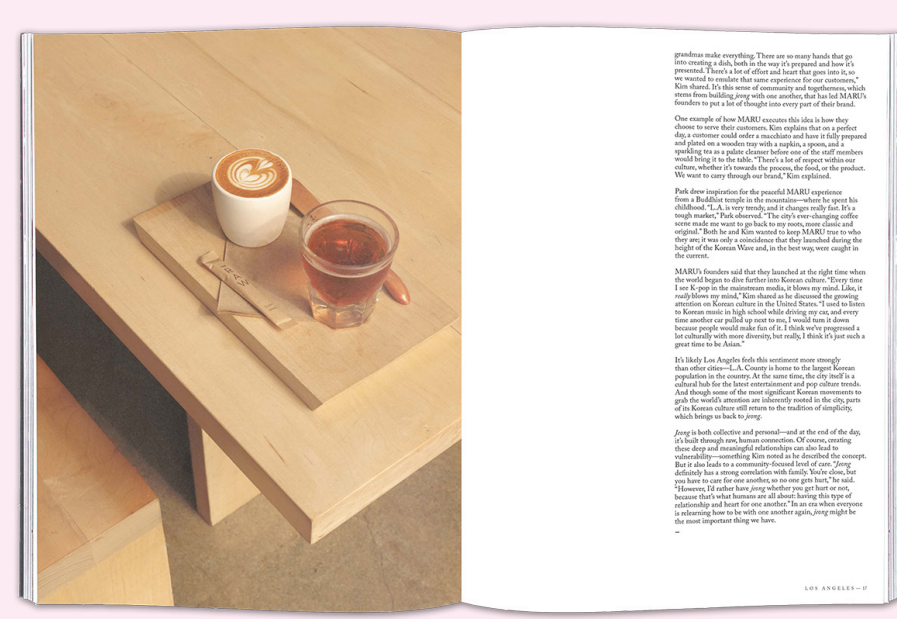 MARU
grandmas make everything. There are so many hands that go
into creating a dish, both in the way it's prepared and how it's
presented. There's a lot of effort and heart that goes into it, so
we wanted to emulate that same experience for our customers,"
Kim shared. It's this sense of community and togetherness, which
stems from building jeong with one another, that has led MARU's
founders to put a lot of thought into every part of their brand.
One example of how MARU executes this idea is how they
choose to serve their customers. Kim explains that on a perfect
day, a customer could order a macchiato and have it fully prepared
and plated on a wooden tray with a napkin, a spoon, and a
sparkling tea as a palate cleanser before one of the staff members
would bring it to the table. "There's a lot of respect within our
culture, whether it's towards the process, the food, or the product.
We want to carry through our brand," Kim explained.
Park drew inspiration for the peaceful MARU experience
from a Buddhist temple in the mountains—where he spent his
childhood. "L.A. is very trendy, and it changes really fast. It's a
tough market," Park observed. "The city's ever-changing coffee
scene made me want to go back to my roots, more classic and
original." Both he and Kim wanted to keep MARU true to who
they are; it was only a coincidence that they launched during the
height of the Korean Wave and, in the best way, were caught in
the current.
MARU's founders said that they launched at the right time when
the world began to dive further into Korean culture. "Every time
I see K-pop in the mainstream media, it blows my mind. Like, it
really blows my mind," Kim shared as he discussed the growing
attention on Korean culture in the United States. "I used to listen
to Korean music in high school while driving my car, and every
time another car pulled up next to me, I would turn it down
because people would make fun of it. I think we've progressed a
lot culturally with more diversity, but really, I think it's just such a
great time to be Asian."
It's likely Los Angeles feels this sentiment more strongly
than other cities—L.A. County is home to the largest Korean
population in the country. At the same time, the city itself is a
cultural hub for the latest entertainment and pop culture trends.
And though some of the most significant Korean movements to
grab the world's attention are inherently rooted in the city, parts
of its Korean culture still return to the tradition of simplicity,
which brings us back to jeong.
Jeong is both collective and personal—and at the end of the day,
it's built through raw, human connection. Of course, creating
these deep and meaningful relationships can also lead to
vulnerability—something Kim noted as he described the concept.
But it also leads to a community-focused level of care. "Jeong
definitely has a strong correlation with family. You're close, but
you have to care for one another, so no one gets hurt," he said.
"However, I'd rather have jeong whether you get hurt or not,
because that's what humans are all about: having this type of
relationship and heart for one another." In an era when everyone
is relearning how to be with one another again, jeong might be
the most important thing we have.
–
LOS ANGELES — 17